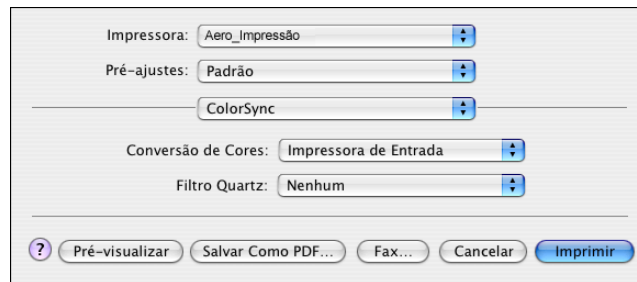 Impressora: Aero_Impressão
Pré-ajustes: Padrão
ColorSync
Conversão de Cores: Impressora de Entrada
Filtro Quartz: Nenhum
? Pré-visualizar Salvar Como PDF... Fax... Cancelar Imprimir